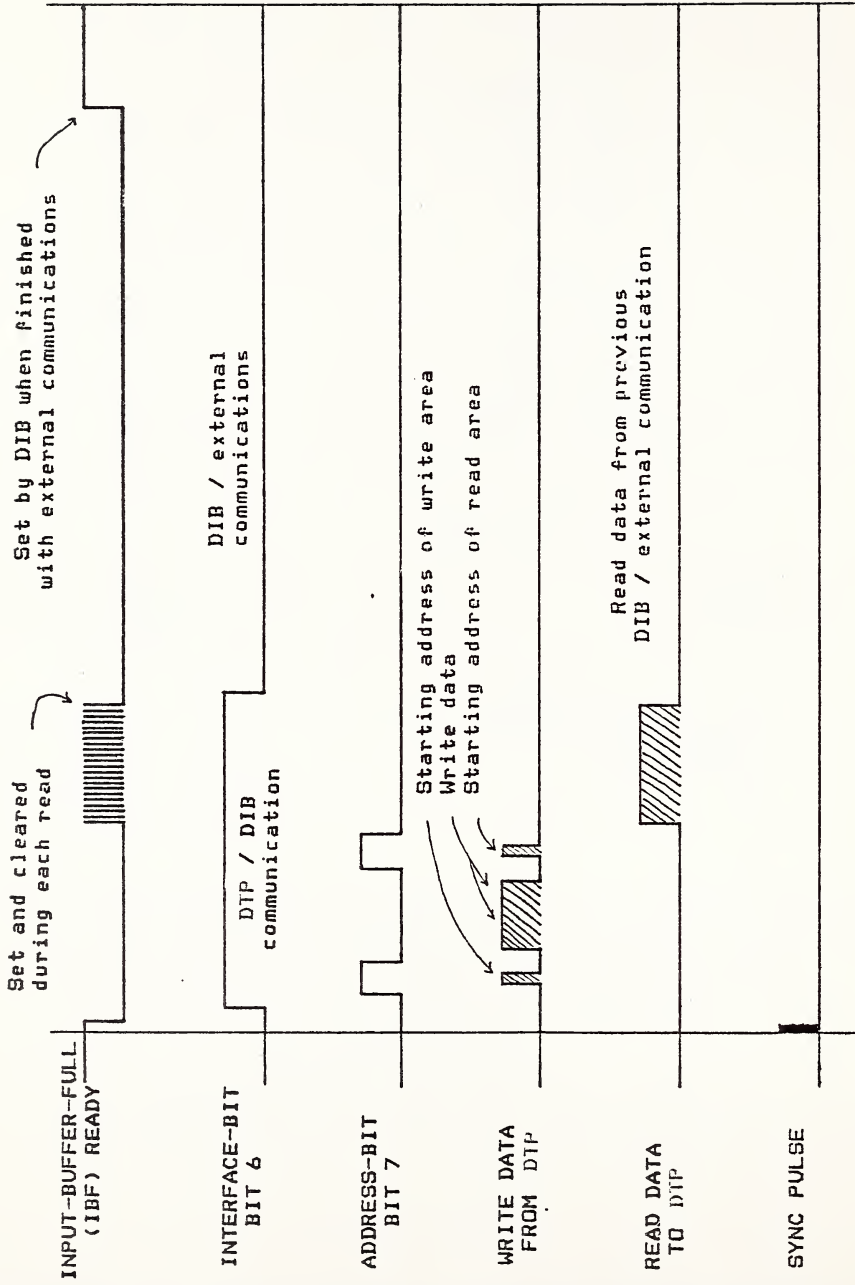 Set and cleared
during each read
Set by DIB when finished
with external communications
INPUT-BUFFER-FULL
(IBF) READY
INTERFACE-BIT
BIT 6
DTP / DIB
communication
DIB / external
communications
ADDRESS-BIT
BIT 7
Starting address of write area
Write data
Starting address of read area
WRITE DATA
FROM DTP
Read data from previous
DIB / external communication
READ DATA
TO DTP
SYNC PULSE